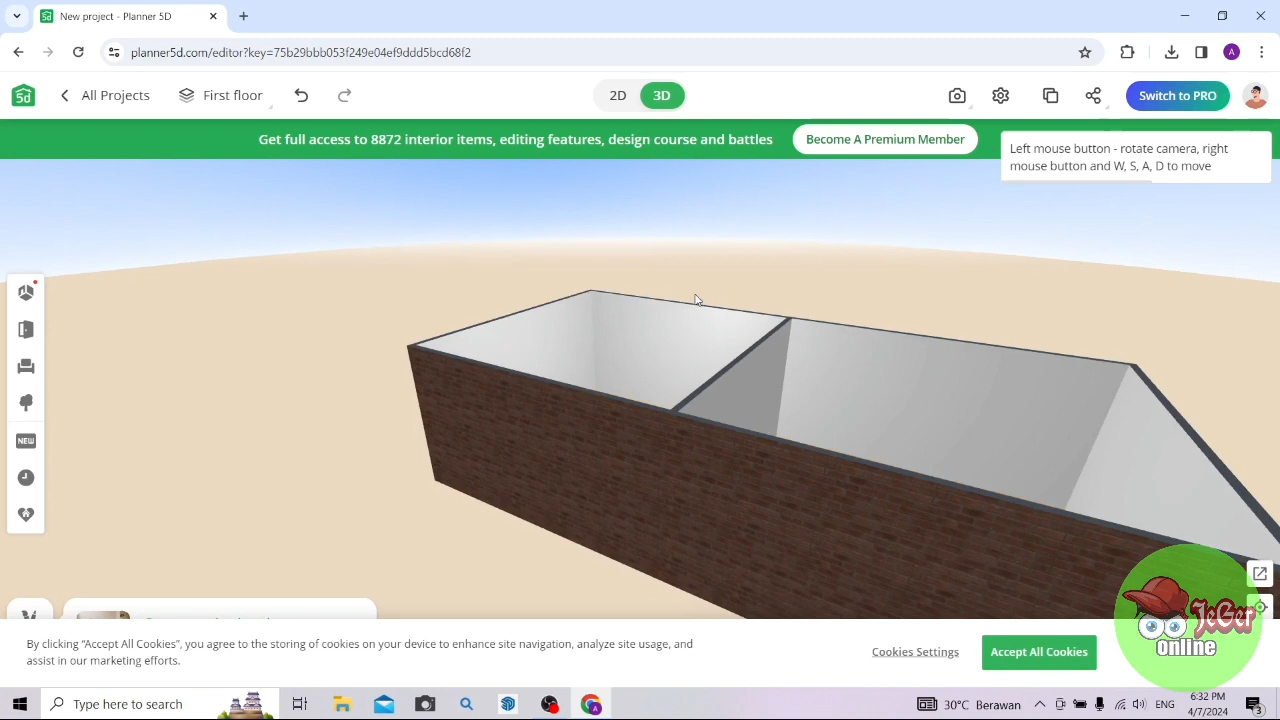 New project - Planner 5D
planner5d.com/editor?key=75b29bbb053f249e04ef9ddd5bcd68f2
A
5d
All Projects
First floor
2D
3D
Switch to PRO
Get full access to 8872 interior items, editing features, design course and battles
Become A Premium Member
Left mouse button - rotate camera, right
mouse button and W, S, A, D to move
NEW
By clicking “Accept All Cookies”, you agree to the storing of cookies on your device to enhance site navigation, analyze site usage, and
assist in our marketing efforts.
Cookies Settings
Accept All Cookies
JeGer
online
Type here to search
30°C Berawan
ENG
6:32 PM
4/7/2024
3